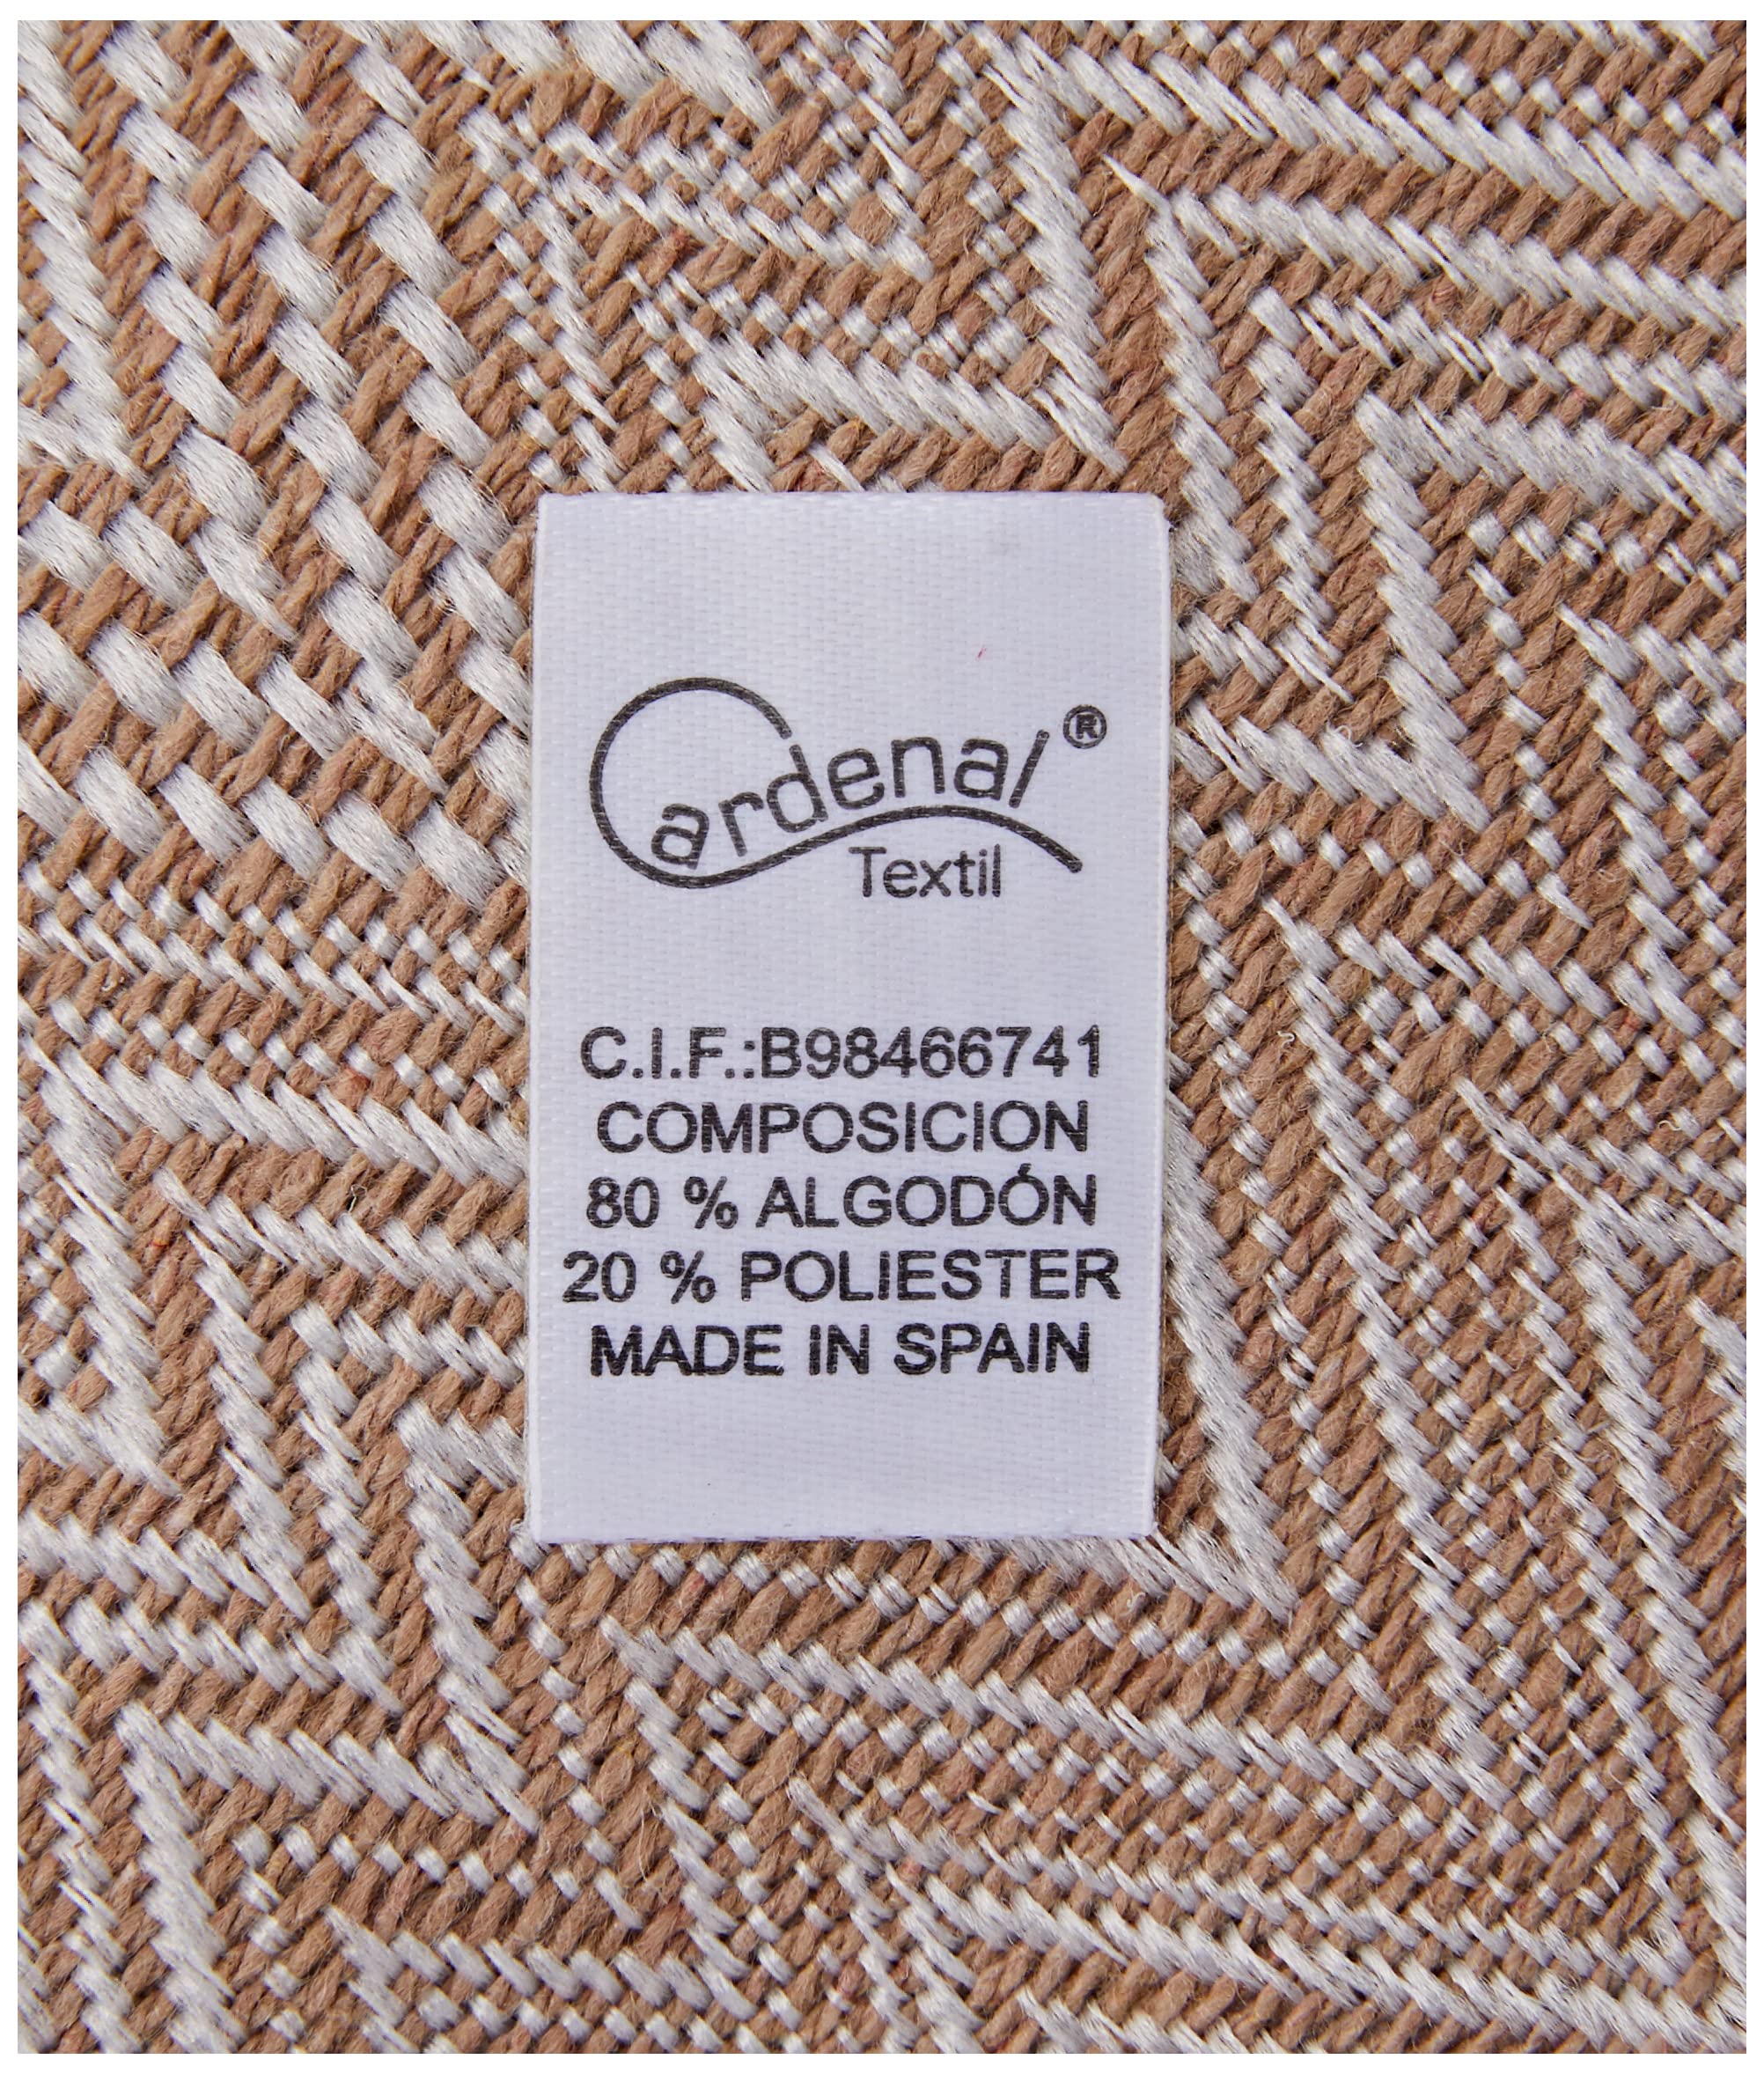 Cardenal®
Textil
C.I.F.:B98466741
COMPOSICION
80 % ALGODÓN
20 % POLIESTER
MADE IN SPAIN